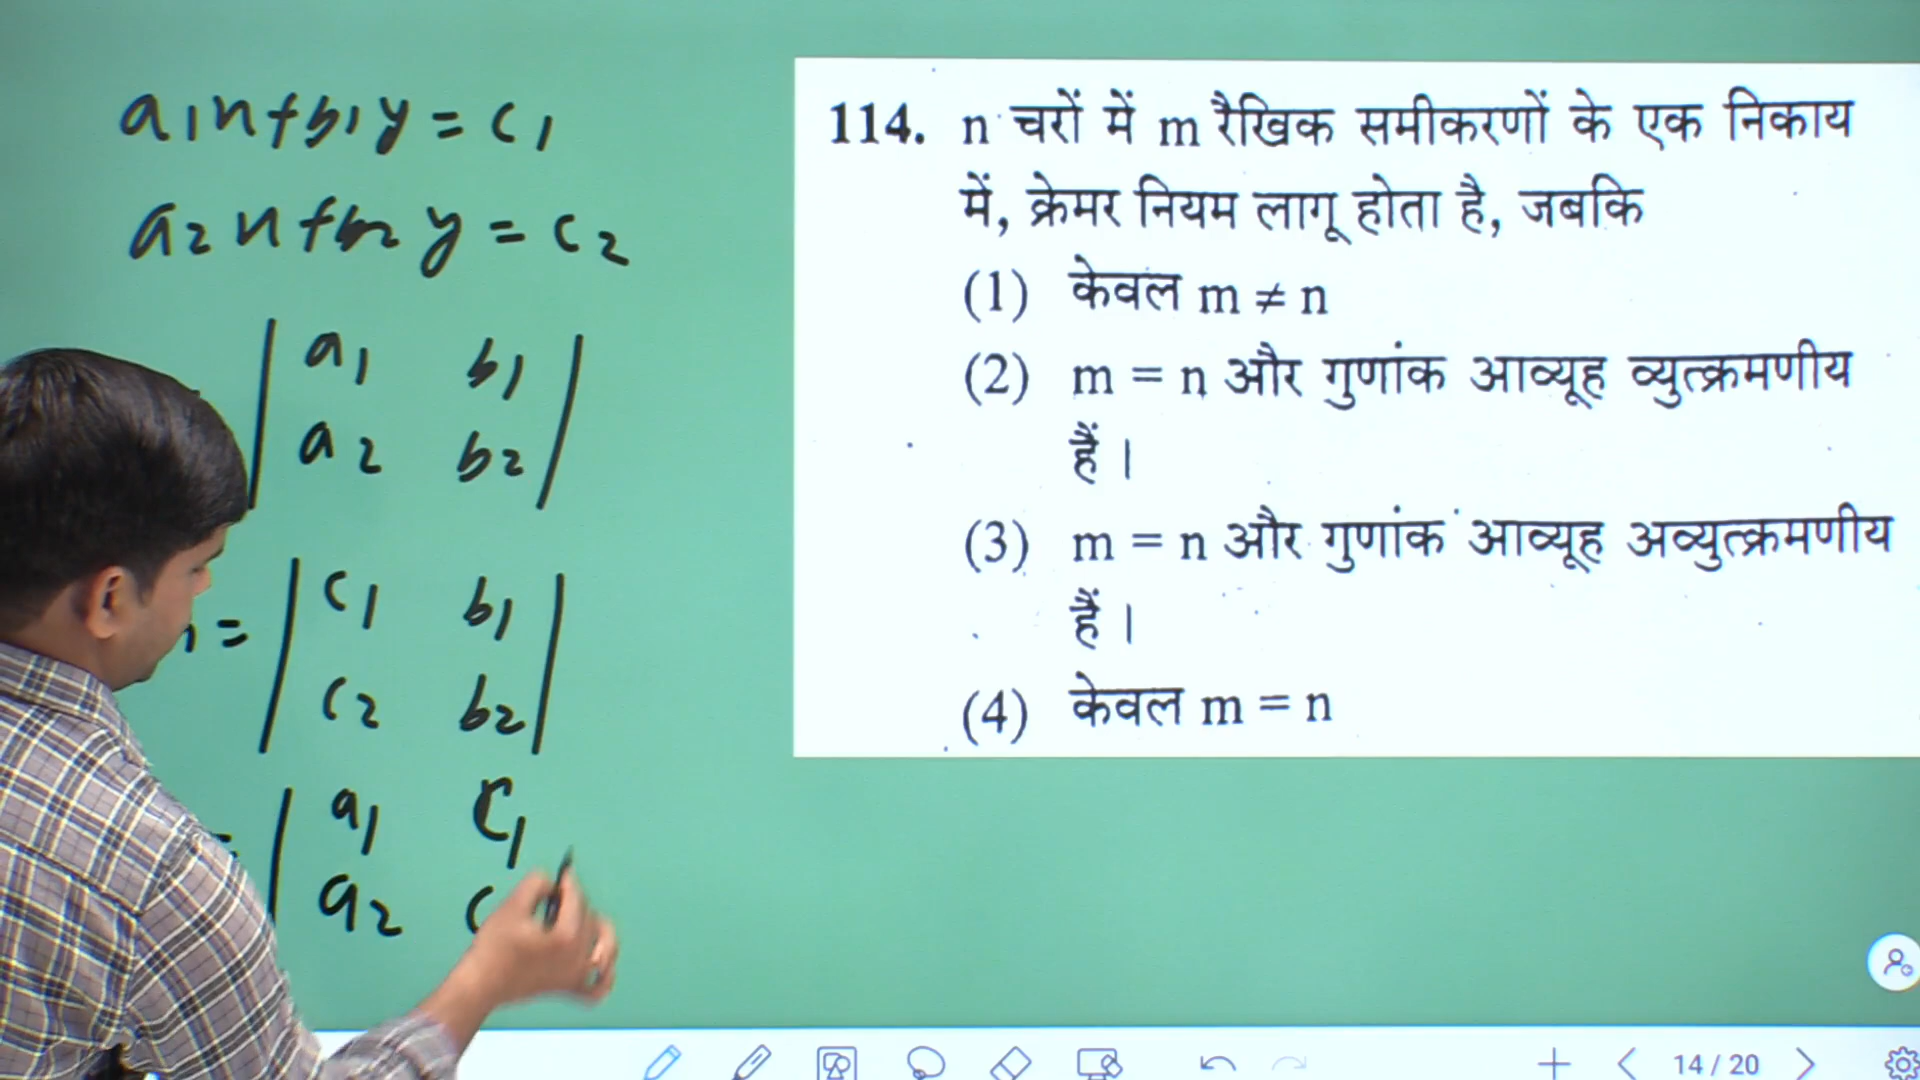 a1x+b1y=c1
a2x+b2y=c2
a1 b1
a2 b2
=
c1 b1
c2 b2
a1 c1
a2 c
114. n चरों में m रैखिक समीकरणों के एक निकाय
में, क्रेमर नियम लागू होता है, जबकि
(1) केवल m ≠ n
(2) m = n और गुणांक आव्यूह व्युत्क्रमणीय
हैं ।
(3) m = n और गुणांक आव्यूह अव्युत्क्रमणीय
हैं ।
(4) केवल m = n
14 / 20